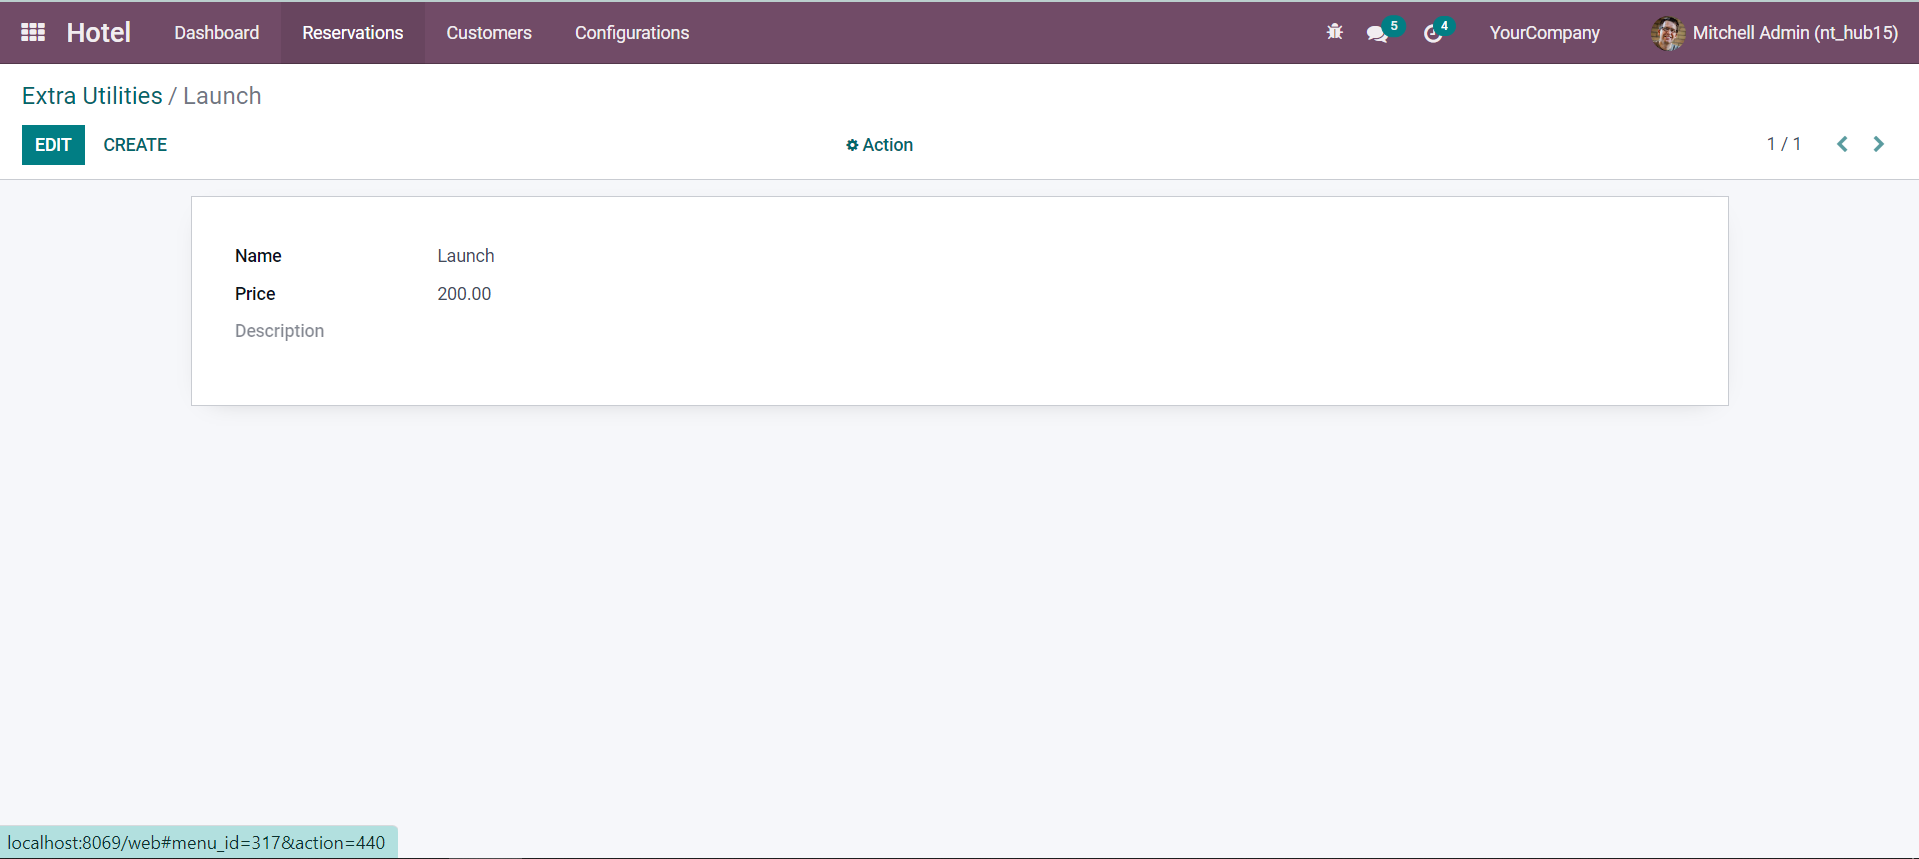 Hotel Dashboard Reservations Customers Configurations 5 4 YourCompany Mitchell Admin (nt_hub15)
Extra Utilities / Launch
EDIT CREATE Action 1 / 1
Name Launch
Price 200.00
Description
localhost:8069/web#menu_id=317&action=440